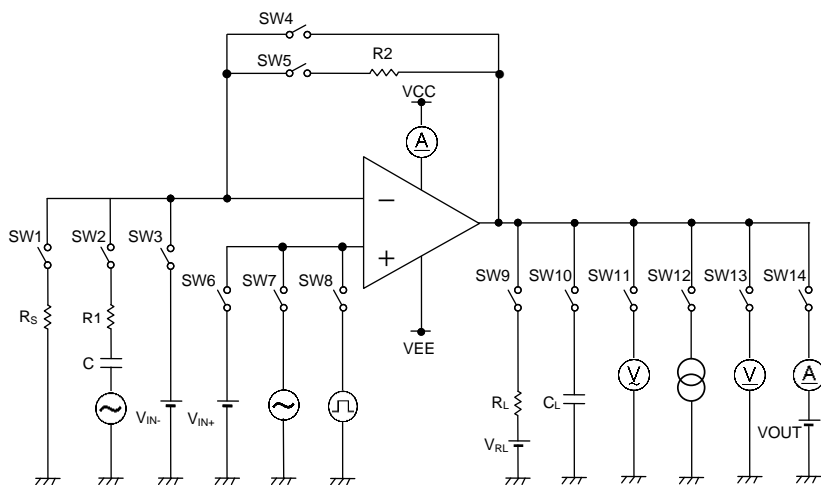 SW4
SW5
R2
VCC
A
−
+
SW1
SW2
SW3
SW6
SW7
SW8
SW9
SW10
SW11
SW12
SW13
SW14
VEE
RS
R1
C
VIN-
VIN+
RL
VRL
CL
V
V
A
VOUT